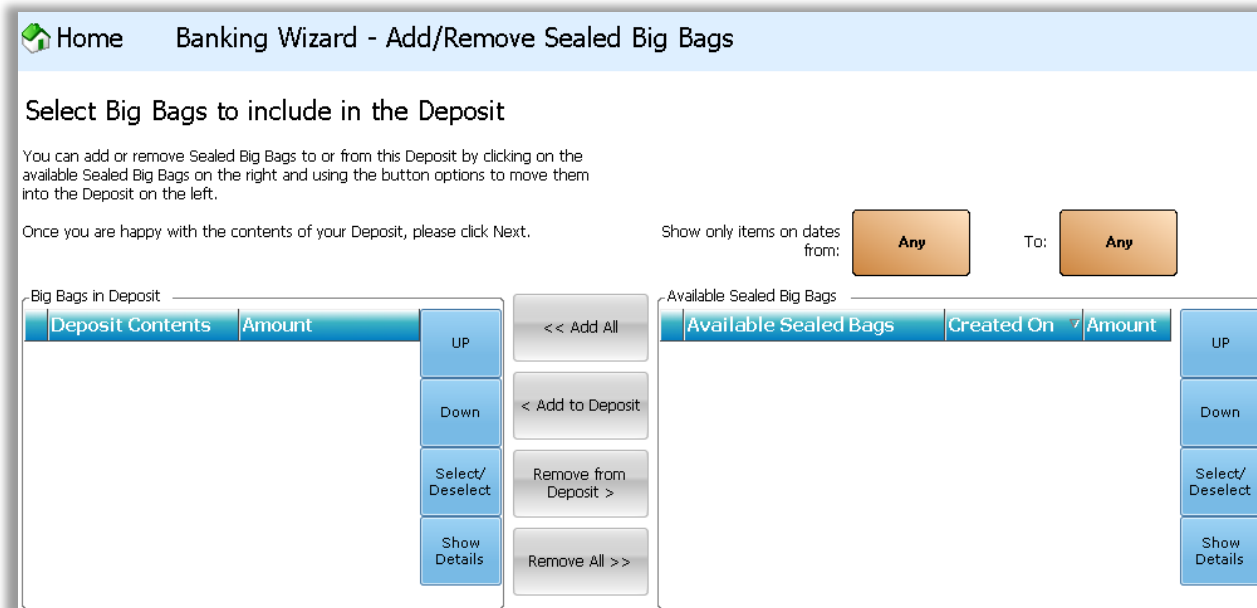 Home Banking Wizard - Add/Remove Sealed Big Bags
Select Big Bags to include in the Deposit
You can add or remove Sealed Big Bags to or from this Deposit by clicking on the
available Sealed Big Bags on the right and using the button options to move them
into the Deposit on the left.
Once you are happy with the contents of your Deposit, please click Next.
Show only items on dates
from:
Any
To:
Any
Big Bags in Deposit
Deposit Contents Amount
UP
Down
Select/
Deselect
Show
Details
<< Add All
< Add to Deposit
Remove from
Deposit >
Remove All >>
Available Sealed Big Bags
Available Sealed Bags Created On Amount
UP
Down
Select/
Deselect
Show
Details